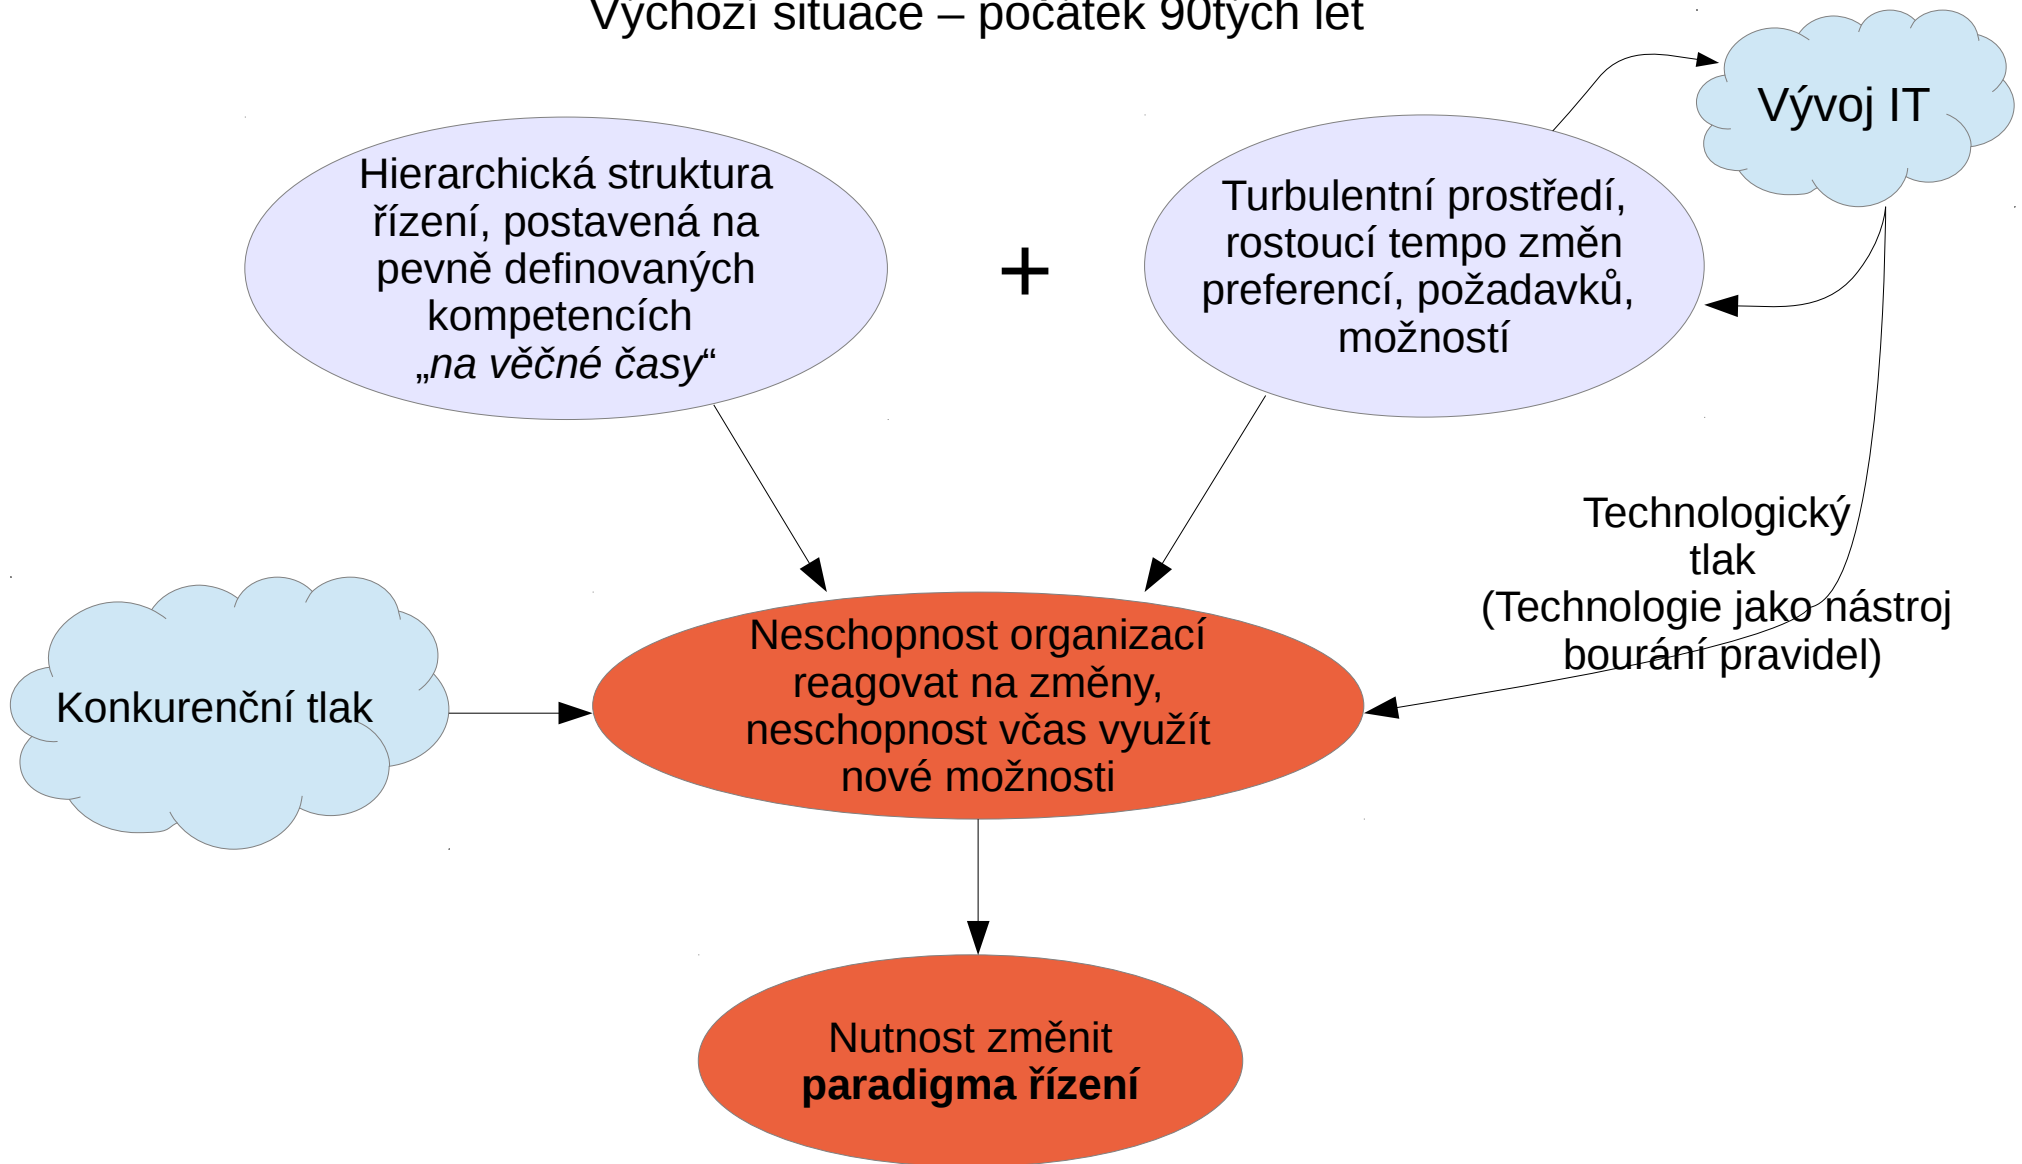 Výchozí situace – počátek 90tých let
Vývoj IT
Hierarchická struktura
řízení, postavená na
pevně definovaných
kompetencích
„na věčné časy“
+
Turbulentní prostředí,
rostoucí tempo změn
preferencí, požadavků,
možností
Technologický
tlak
(Technologie jako nástroj
bourání pravidel)
Konkurenční tlak
Neschopnost organizací
reagovat na změny,
neschopnost včas využít
nové možnosti
Nutnost změnit
paradigma řízení